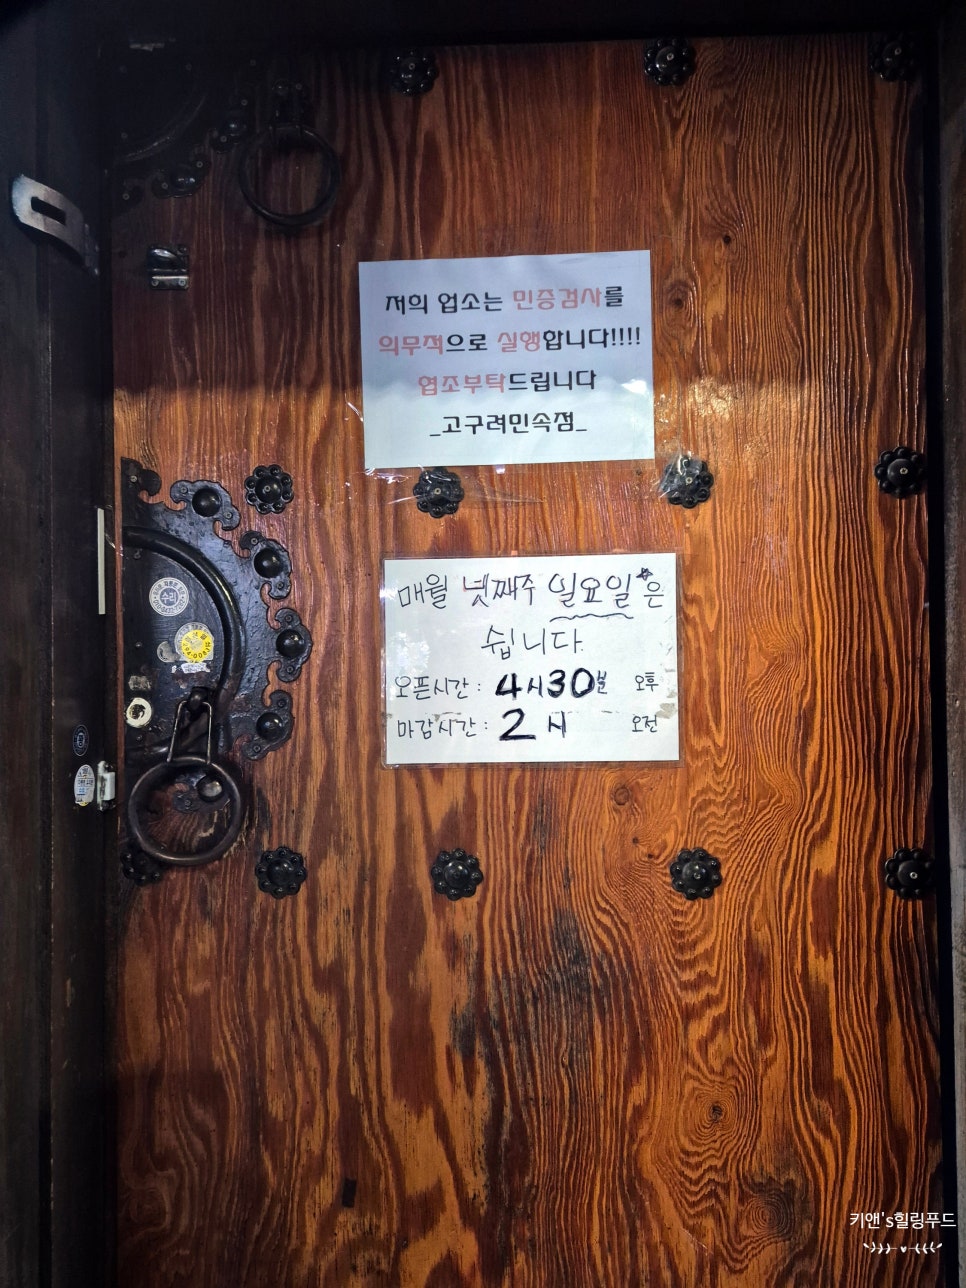 저희 업소는 민증검사를
의무적으로 실행합니다!!!!
협조부탁드립니다
_고구려민속점_
매월 넷째주 일요일*은
쉽니다.
오픈시간: 4시30분 오후
마감시간: 2시 오전
수리
키앤's힐링푸드